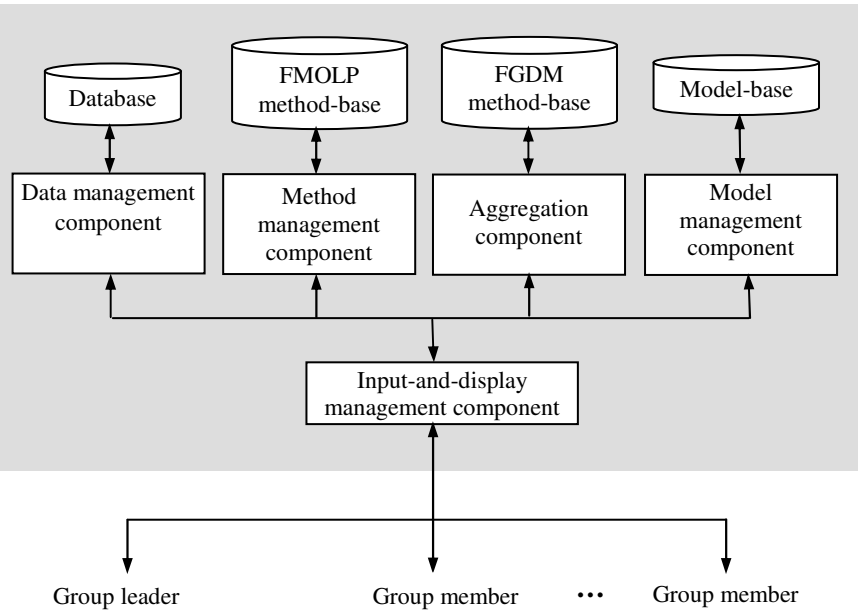 Database
FMOLP
method-base
FGDM
method-base
Model-base
Data management
component
Method
management
component
Aggregation
component
Model
management
component
Input-and-display
management component
Group leader
Group member
•••
Group member